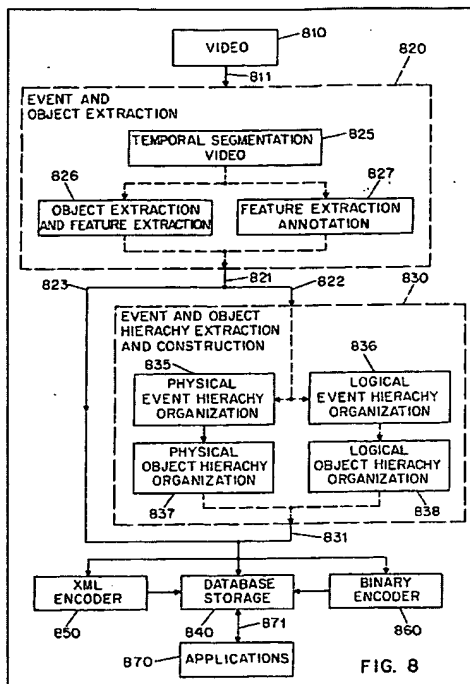 VIDEO
810
811
820
EVENT AND
OBJECT EXTRACTION
TEMPORAL SEGMENTATION
VIDEO
825
826
827
OBJECT EXTRACTION
AND FEATURE EXTRACTION
FEATURE EXTRACTION
ANNOTATION
823
821
822
830
EVENT AND OBJECT
HIERACHY EXTRACTION
AND CONSTRUCTION
835
836
PHYSICAL
EVENT HIERACHY
ORGANIZATION
LOGICAL
EVENT HIERACHY
ORGANIZATION
PHYSICAL
OBJECT HIERACHY
ORGANIZATION
LOGICAL
OBJECT HIERACHY
ORGANIZATION
837
838
831
XML
ENCODER
DATABASE
STORAGE
BINARY
ENCODER
850
840
871
860
870
APPLICATIONS
FIG. 8